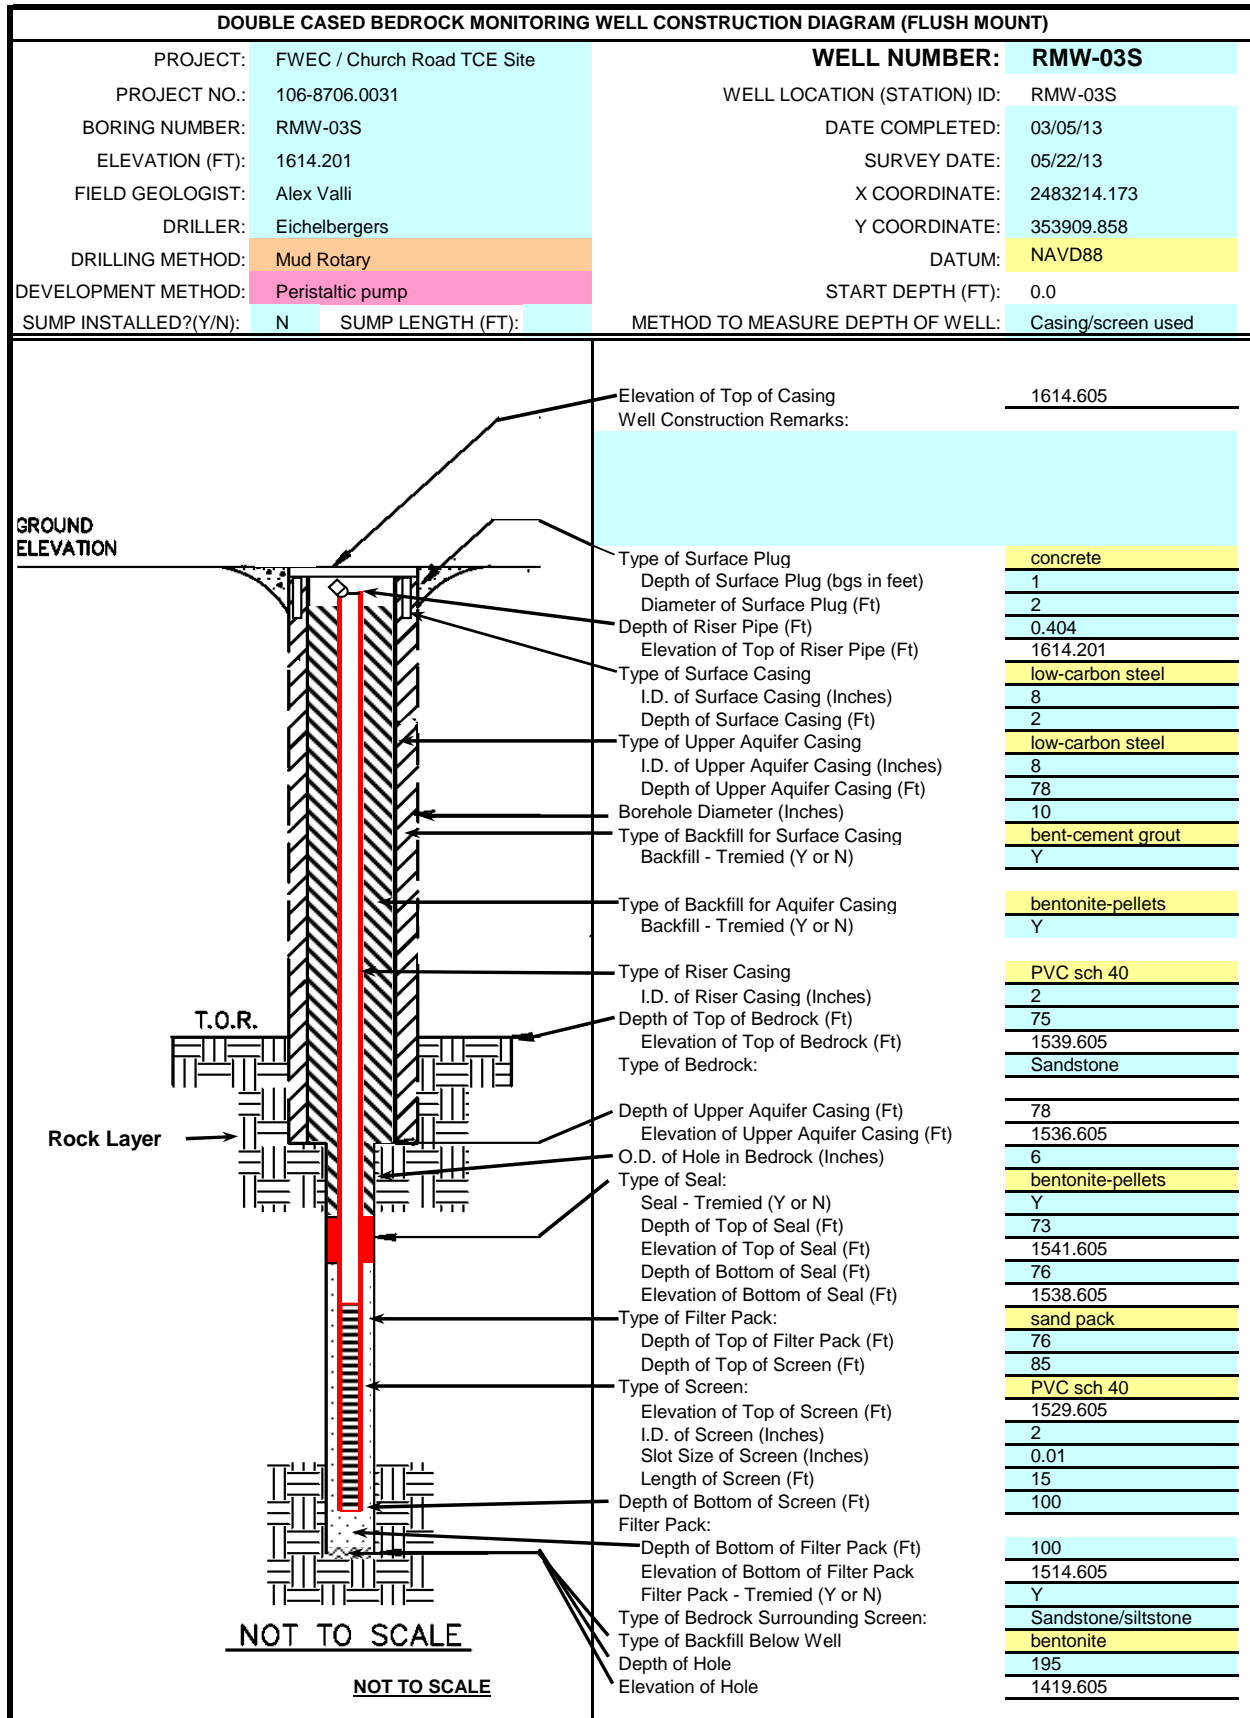 DOUBLE CASED BEDROCK MONITORING WELL CONSTRUCTION DIAGRAM (FLUSH MOUNT)
PROJECT: FWEC / Church Road TCE Site WELL NUMBER: RMW-03S
PROJECT NO.: 106-8706.0031 WELL LOCATION (STATION) ID: RMW-03S
BORING NUMBER: RMW-03S DATE COMPLETED: 03/05/13
ELEVATION (FT): 1614.201 SURVEY DATE: 05/22/13
FIELD GEOLOGIST: Alex Valli X COORDINATE: 2483214.173
DRILLER: Eichelbergers Y COORDINATE: 353909.858
DRILLING METHOD: Mud Rotary DATUM: NAVD88
DEVELOPMENT METHOD: Peristaltic pump START DEPTH (FT): 0.0
SUMP INSTALLED?(Y/N): N SUMP LENGTH (FT): METHOD TO MEASURE DEPTH OF WELL: Casing/screen used
Elevation of Top of Casing 1614.605
Well Construction Remarks:
GROUND
ELEVATION
Type of Surface Plug concrete
Depth of Surface Plug (bgs in feet) 1
Diameter of Surface Plug (Ft) 2
Depth of Riser Pipe (Ft) 0.404
Elevation of Top of Riser Pipe (Ft) 1614.201
Type of Surface Casing low-carbon steel
I.D. of Surface Casing (Inches) 8
Depth of Surface Casing (Ft) 2
Type of Upper Aquifer Casing low-carbon steel
I.D. of Upper Aquifer Casing (Inches) 8
Depth of Upper Aquifer Casing (Ft) 78
Borehole Diameter (Inches) 10
Type of Backfill for Surface Casing bent-cement grout
Backfill - Tremied (Y or N) Y
Type of Backfill for Aquifer Casing bentonite-pellets
Backfill - Tremied (Y or N) Y
Type of Riser Casing PVC sch 40
I.D. of Riser Casing (Inches) 2
T.O.R.
Depth of Top of Bedrock (Ft) 75
Elevation of Top of Bedrock (Ft) 1539.605
Type of Bedrock: Sandstone
Depth of Upper Aquifer Casing (Ft) 78
Rock Layer
Elevation of Upper Aquifer Casing (Ft) 1536.605
O.D. of Hole in Bedrock (Inches) 6
Type of Seal: bentonite-pellets
Seal - Tremied (Y or N) Y
Depth of Top of Seal (Ft) 73
Elevation of Top of Seal (Ft) 1541.605
Depth of Bottom of Seal (Ft) 76
Elevation of Bottom of Seal (Ft) 1538.605
Type of Filter Pack: sand pack
Depth of Top of Filter Pack (Ft) 76
Depth of Top of Screen (Ft) 85
Type of Screen: PVC sch 40
Elevation of Top of Screen (Ft) 1529.605
I.D. of Screen (Inches) 2
Slot Size of Screen (Inches) 0.01
Length of Screen (Ft) 15
Depth of Bottom of Screen (Ft) 100
Filter Pack:
Depth of Bottom of Filter Pack (Ft) 100
Elevation of Bottom of Filter Pack 1514.605
Filter Pack - Tremied (Y or N) Y
Type of Bedrock Surrounding Screen: Sandstone/siltstone
NOT TO SCALE
Type of Backfill Below Well bentonite
Depth of Hole 195
NOT TO SCALE
Elevation of Hole 1419.605